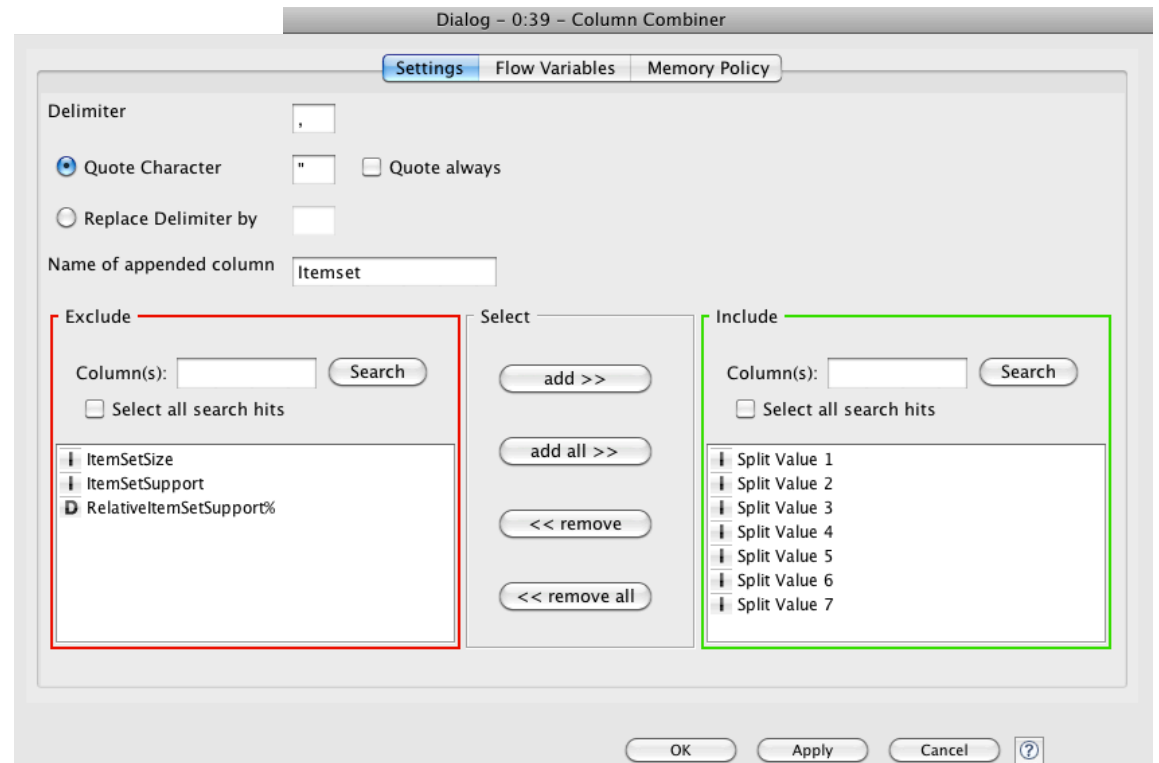 Dialog – 0:39 – Column Combiner
Settings Flow Variables Memory Policy
Delimiter ,
Quote Character " Quote always
Replace Delimiter by
Name of appended column Itemset
Exclude
Column(s): Search
Select all search hits
I ItemSetSize
I ItemSetSupport
D RelativeItemSetSupport%
Select
add >>
add all >>
<< remove
<< remove all
Include
Column(s): Search
Select all search hits
I Split Value 1
I Split Value 2
I Split Value 3
I Split Value 4
I Split Value 5
I Split Value 6
I Split Value 7
OK Apply Cancel ?